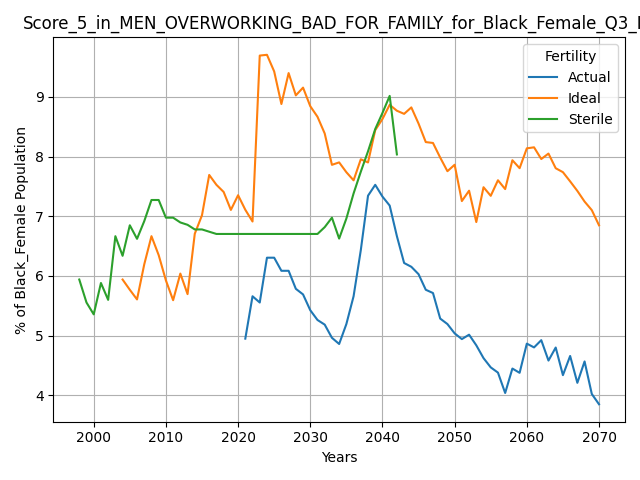 Score_5_in_MEN_OVERWORKING_BAD_FOR_FAMILY_for_Black_Female_Q3_
Fertility
Actual
Ideal
Sterile
% of Black_Female Population
9
8
7
6
5
4
2000 2010 2020 2030 2040 2050 2060 2070
Years